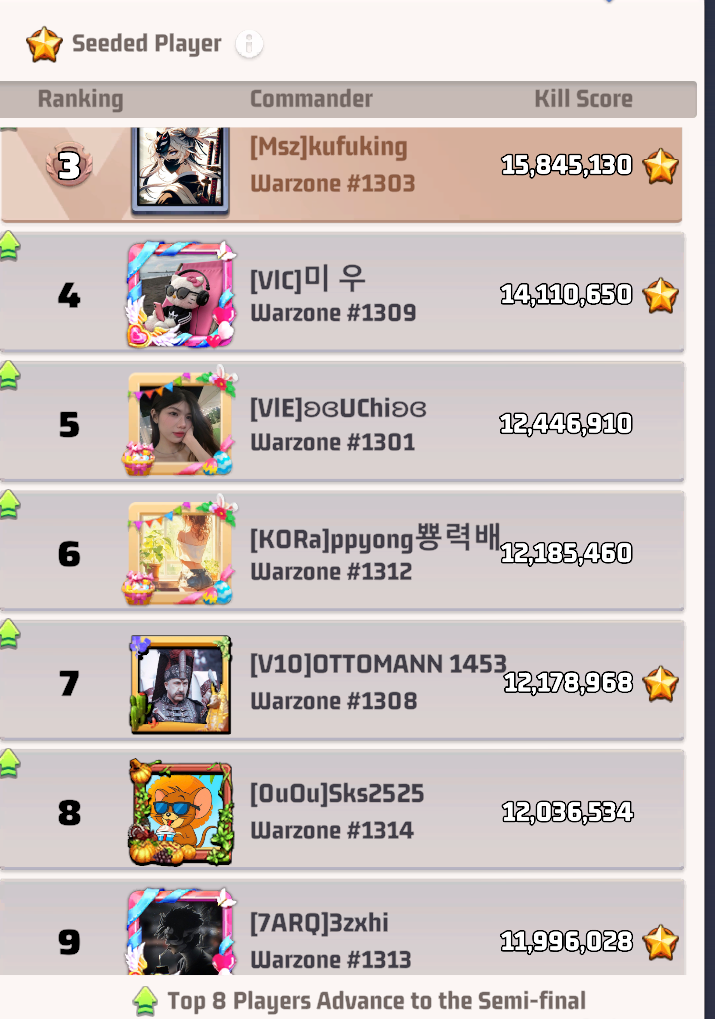 Seeded Player
Ranking Commander Kill Score
3 [Msz]kufuking 15,845,130
Warzone #1303
4 [VIC]미 우 14,110,650
Warzone #1309
5 [VlE]ʚɞUChiʚɞ 12,446,910
Warzone #1301
6 [KORa]ppyong뿅력배 12,185,460
Warzone #1312
7 [V10]OTTOMANN 1453 12,178,968
Warzone #1308
8 [OuOu]Sks2525 12,036,534
Warzone #1314
9 [7ARQ]3zxhi 11,996,028
Warzone #1313
Top 8 Players Advance to the Semi-final